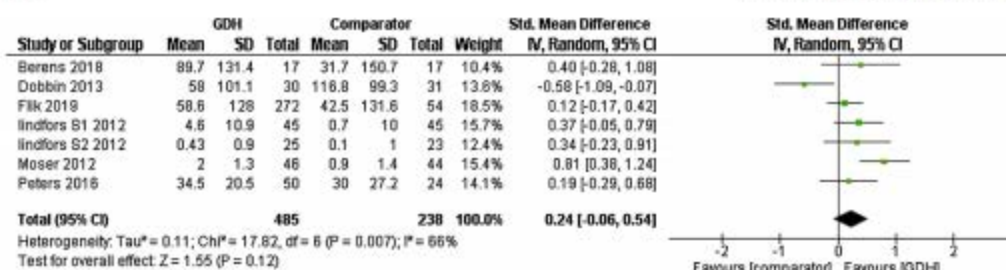 GDH Comparator Std. Mean Difference Std. Mean Difference
Study or Subgroup Mean SD Total Mean SD Total Weight IV, Random, 95% CI IV, Random, 95% CI
Berens 2018 89.7 131.4 17 31.7 150.7 17 10.4% 0.40 [-0.28, 1.08]
Dobbin 2013 58 101.1 30 116.8 99.3 31 13.6% -0.58 [-1.09, -0.07]
Flik 2019 58.6 128 272 42.5 131.6 54 18.5% 0.12 [-0.17, 0.42]
lindfors S1 2012 4.6 10.9 45 0.7 10 45 15.7% 0.37 [-0.05, 0.79]
lindfors S2 2012 0.43 0.9 25 0.1 1 23 12.4% 0.34 [-0.23, 0.91]
Moser 2012 2 1.3 46 0.9 1.4 44 15.4% 0.81 [0.38, 1.24]
Peters 2016 34.5 20.5 50 30 27.2 24 14.1% 0.19 [-0.29, 0.68]
Total (95% CI) 485 238 100.0% 0.24 [-0.06, 0.54]
Heterogeneity: Tau² = 0.11; Chi² = 17.82, df = 6 (P = 0.007); I² = 66%
Test for overall effect: Z = 1.55 (P = 0.12)
-2 -1 0 1 2
Favours [comparator] Favours [GDH]